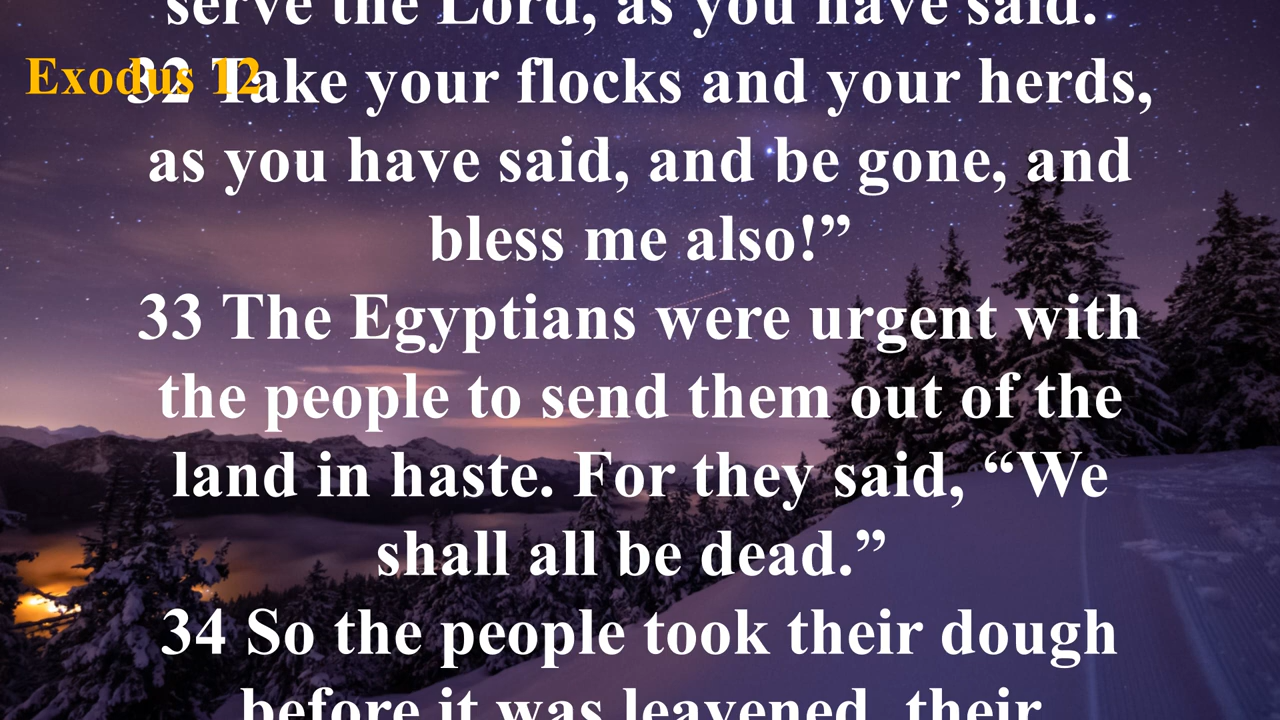 serve the Lord, as you have said.
Exodus 12
32 Take your flocks and your herds,
as you have said, and be gone, and
bless me also!”
33 The Egyptians were urgent with
the people to send them out of the
land in haste. For they said, “We
shall all be dead.”
34 So the people took their dough
before it was leavened, their